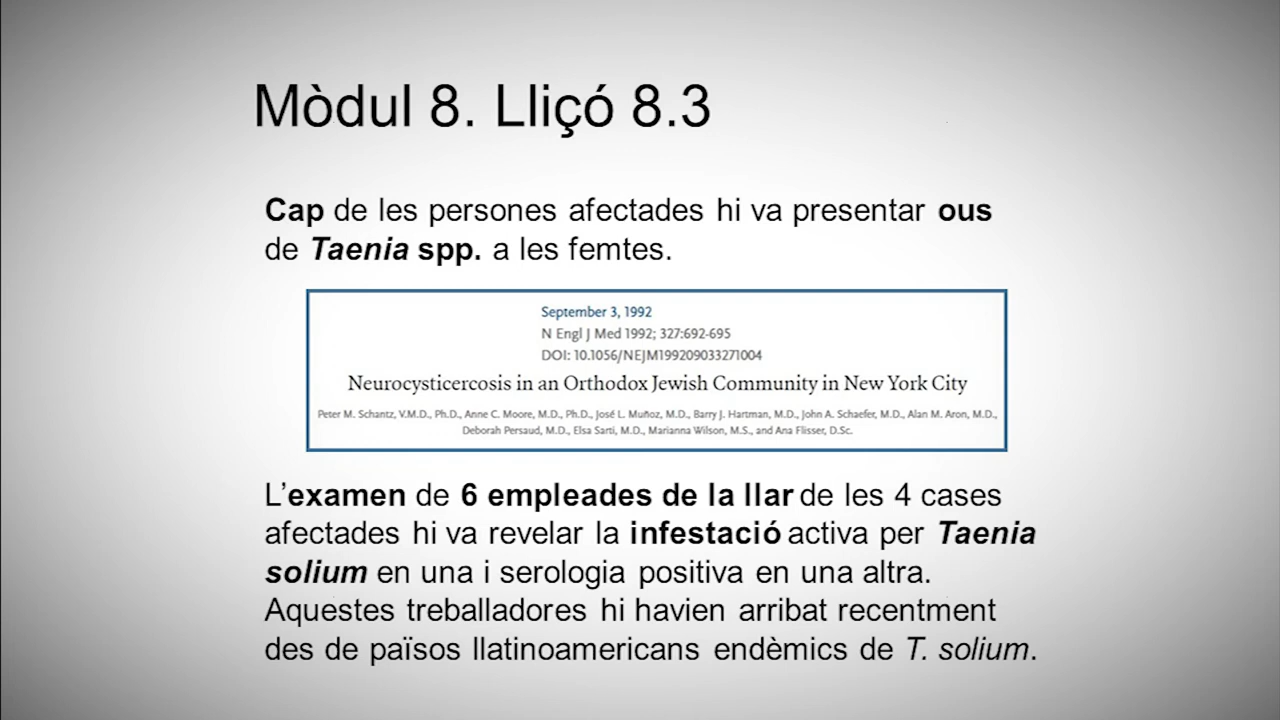 Mòdul 8. Lliçó 8.3
Cap de les persones afectades hi va presentar ous
de Taenia spp. a les femtes.
September 3, 1992
N Engl J Med 1992; 327:692-695
DOI: 10.1056/NEJM199209033271004
Neurocysticercosis in an Orthodox Jewish Community in New York City
Peter M. Schantz, V.M.D., Ph.D., Anne C. Moore, M.D., Ph.D., José L. Muñoz, M.D., Barry J. Hartman, M.D., John A. Schaefer, M.D., Alan M. Aron, M.D.,
Deborah Persaud, M.D., Elsa Sarti, M.D., Marianna Wilson, M.S., and Ana Flisser, D.Sc.
L'examen de 6 empleades de la llar de les 4 cases
afectades hi va revelar la infestació activa per Taenia
solium en una i serologia positiva en una altra.
Aquestes treballadores hi havien arribat recentment
des de països llatinoamericans endèmics de T. solium.